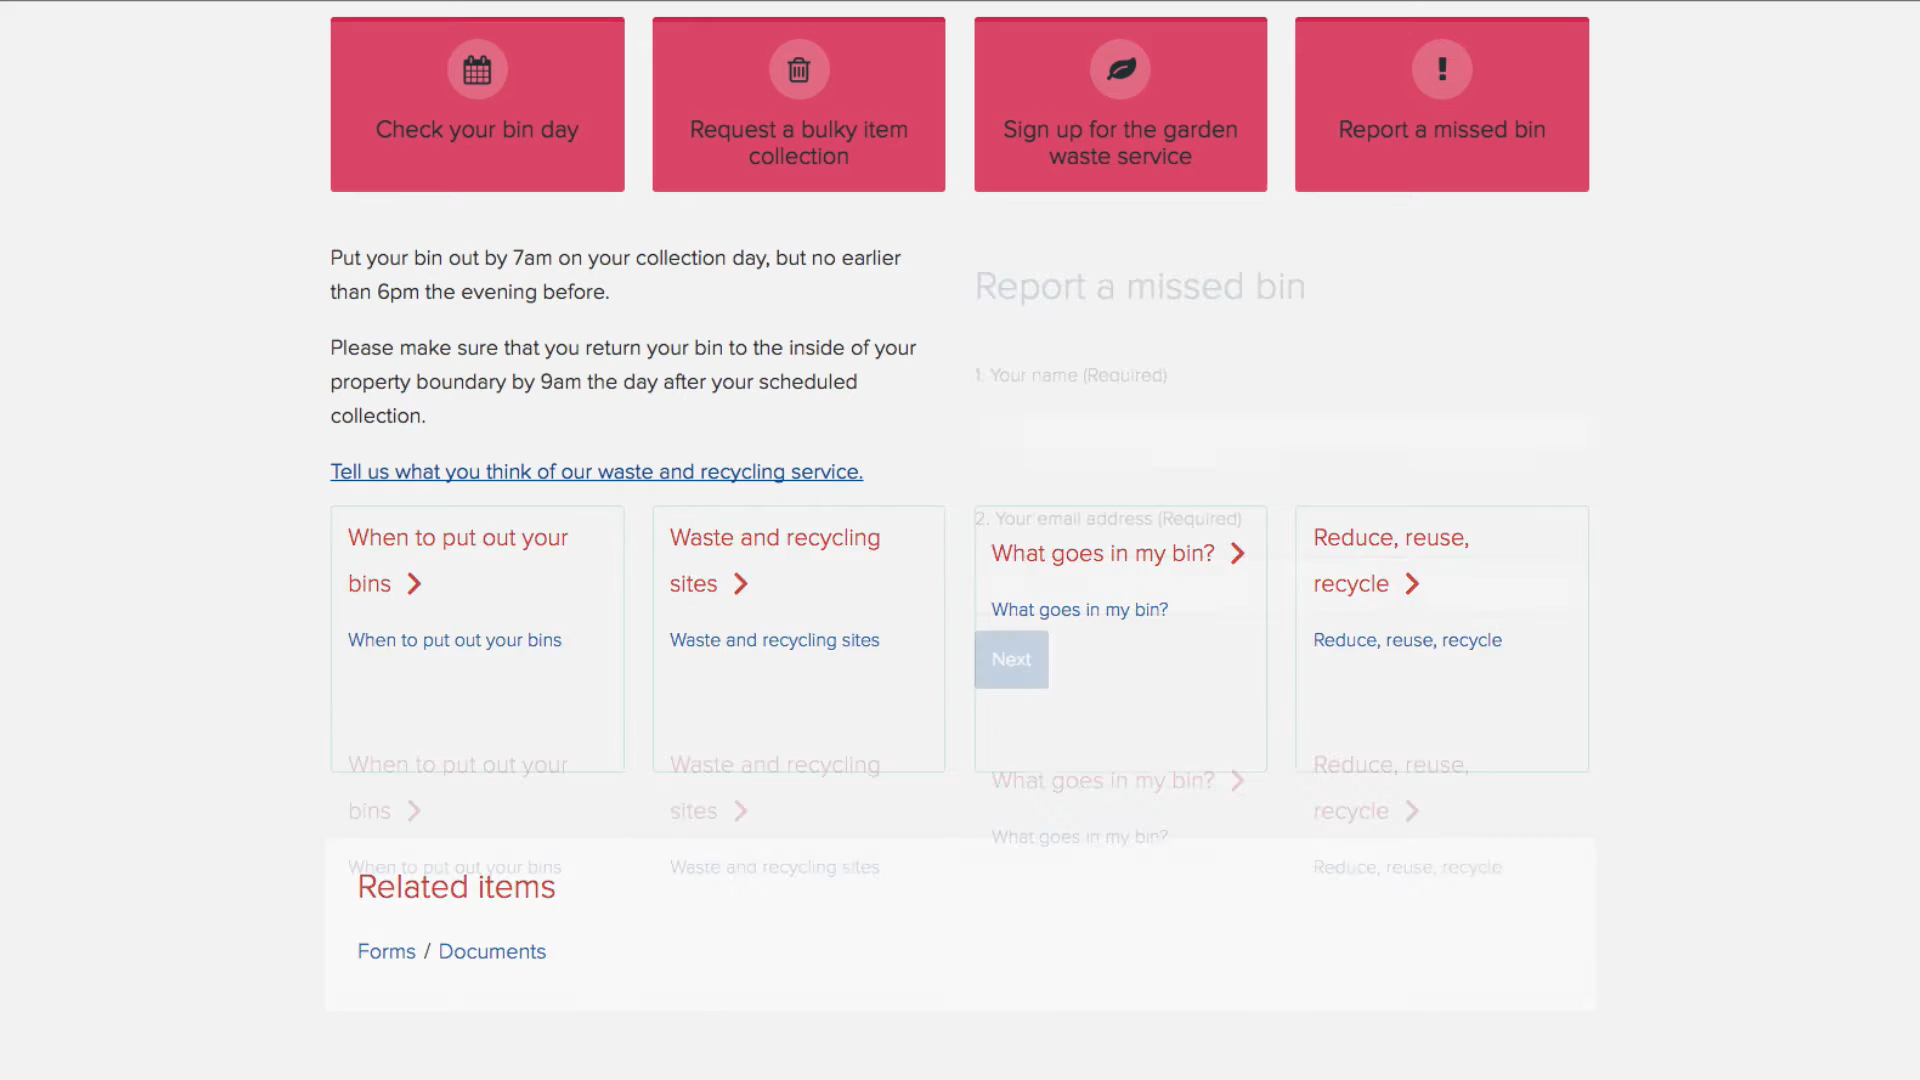 Check your bin day
Request a bulky item
collection
Sign up for the garden
waste service
Report a missed bin
Put your bin out by 7am on your collection day, but no earlier
than 6pm the evening before.
Please make sure that you return your bin to the inside of your
property boundary by 9am the day after your scheduled
collection.
Tell us what you think of our waste and recycling service.
Report a missed bin
1. Your name (Required)
2. Your email address (Required)
Next
When to put out your
bins
When to put out your bins
Waste and recycling
sites
Waste and recycling sites
What goes in my bin?
What goes in my bin?
Reduce, reuse,
recycle
Reduce, reuse, recycle
When to put out your
bins
When to put out your bins
Waste and recycling
sites
Waste and recycling sites
What goes in my bin?
What goes in my bin?
Reduce, reuse,
recycle
Reduce, reuse, recycle
Related items
Forms / Documents